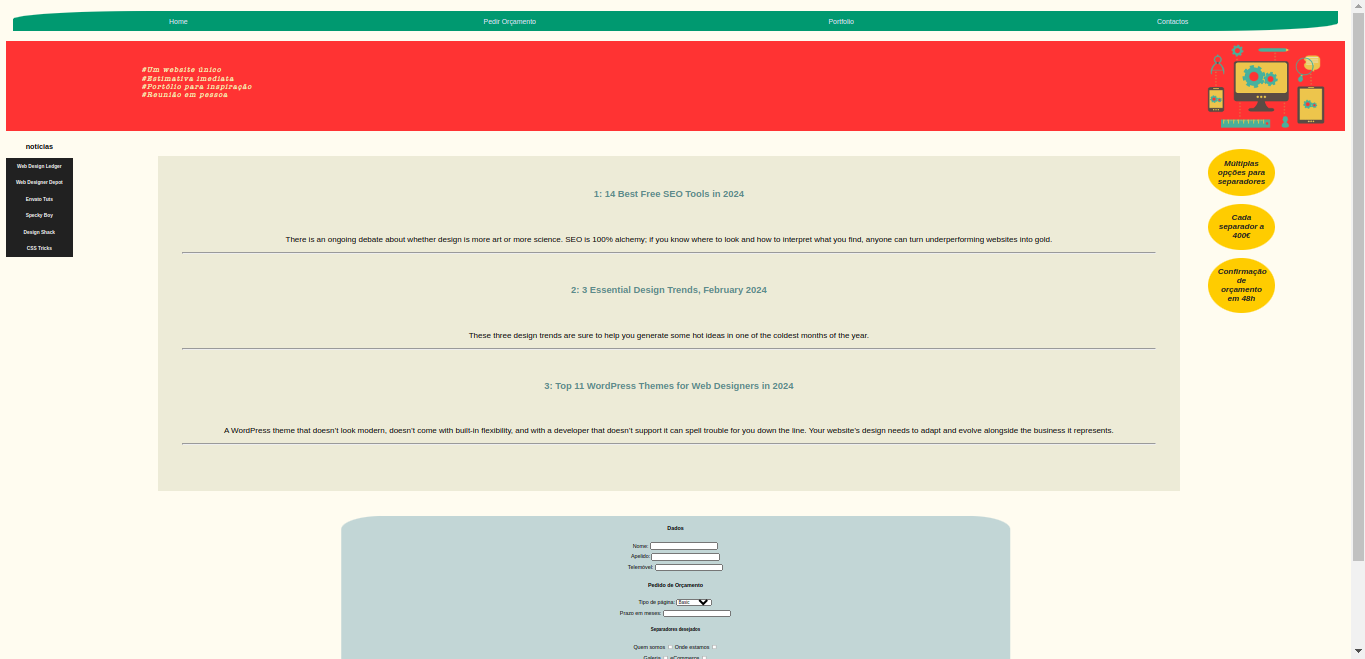 Home
Pedir Orçamento
Portfolio
Contactos
#Um website único
#Estimativa imediata
#Portólio para inspiração
#Reunião em pessoa
notícias
Web Design Ledger
Web Designer Depot
Envato Tuts
Specky Boy
Design Shack
CSS Tricks
1: 14 Best Free SEO Tools in 2024
There is an ongoing debate about whether design is more art or more science. SEO is 100% alchemy; if you know where to look and how to interpret what you find, anyone can turn underperforming websites into gold.
2: 3 Essential Design Trends, February 2024
These three design trends are sure to help you generate some hot ideas in one of the coldest months of the year.
3: Top 11 WordPress Themes for Web Designers in 2024
A WordPress theme that doesn't look modern, doesn't come with built-in flexibility, and with a developer that doesn't support it can spell trouble for you down the line. Your website's design needs to adapt and evolve alongside the business it represents.
Múltiplas
opções para
separadores
Cada
separador a
400€
Confirmação
de
orçamento
em 48h
Dados
Nome:
Apelido:
Telemóvel:
Pedido de Orçamento
Tipo de página: Basic
Prazo em meses:
Separadores desejados
Quem somos Onde estamos
Galeria eCommerce